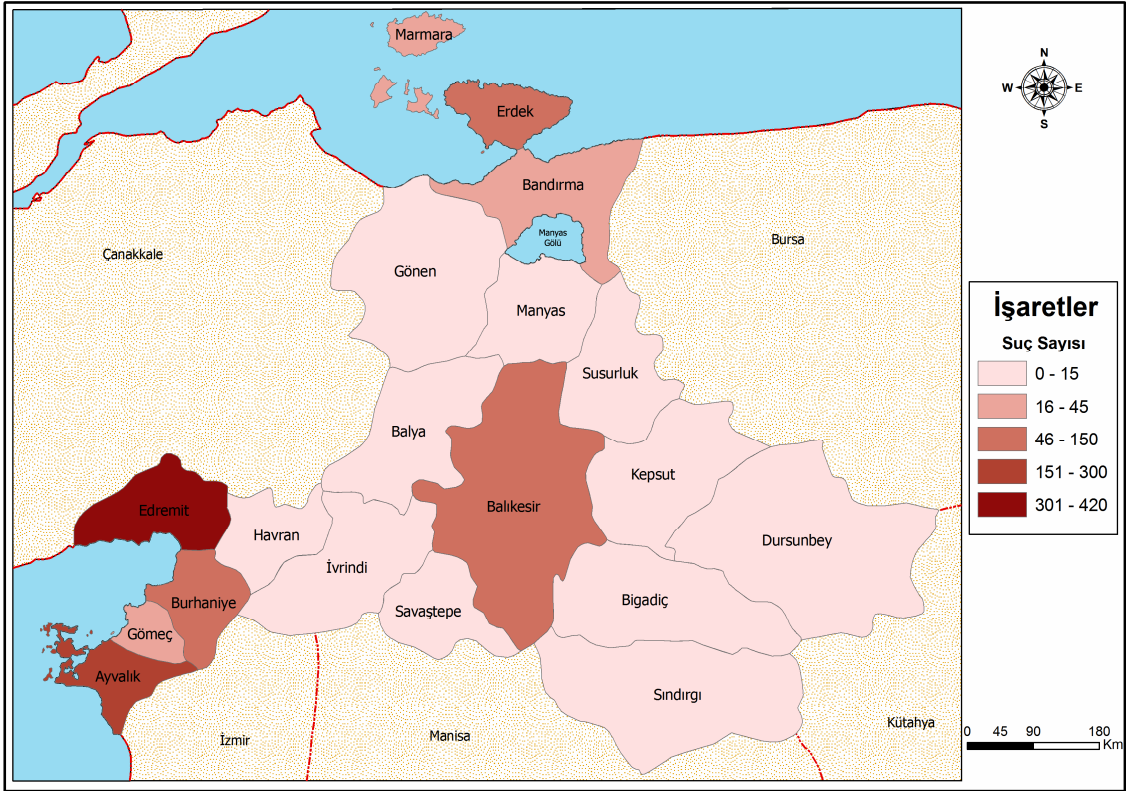 Marmara
Erdek
Bandırma
Manyas
Gölü
Çanakkale
Bursa
Gönen
Manyas
Susurluk
Balya
Kepsut
Balıkesir
Edremit
Havran
İvrindi
Dursunbey
Burhaniye
Savaştepe
Bigadiç
Gömeç
Ayvalık
Sındırgı
İzmir
Manisa
Kütahya
N
W
E
S
İşaretler
Suç Sayısı
0 - 15
16 - 45
46 - 150
151 - 300
301 - 420
0 45 90 180
Km